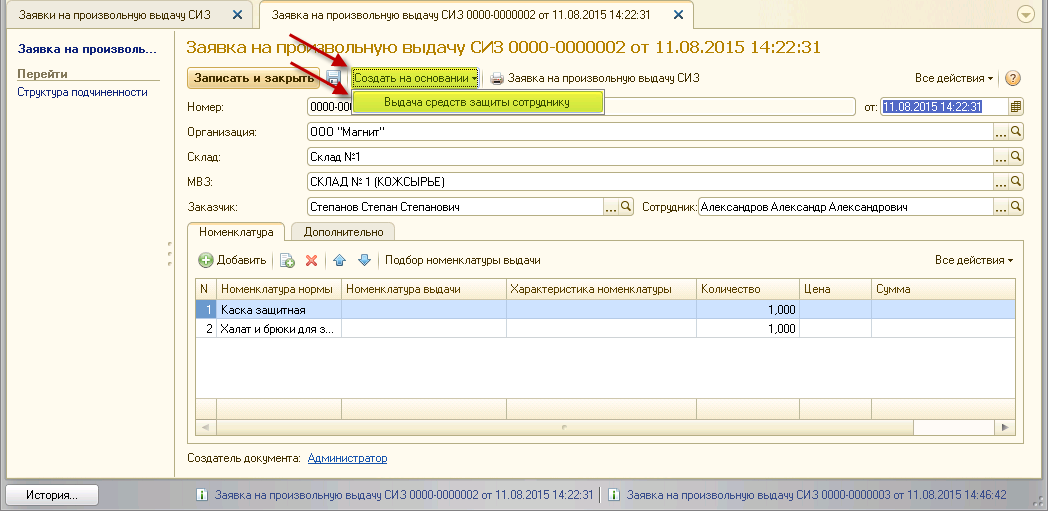 Заявки на произвольную выдачу СИЗ
Заявка на произвольную выдачу СИЗ 0000-0000002 от 11.08.2015 14:22:31
Заявка на произволь...
Перейти
Структура подчиненности
Заявка на произвольную выдачу СИЗ 0000-0000002 от 11.08.2015 14:22:31
Записать и закрыть Создать на основании Заявка на произвольную выдачу СИЗ Все действия
Выдача средств защиты сотруднику
Номер: 0000-00 от: 11.08.2015 14:22:31
Организация: ООО "Магнит"
Склад: Склад №1
МВЗ: СКЛАД № 1 (КОЖСЫРЬЕ)
Заказчик: Степанов Степан Степанович Сотрудник: Александров Александр Александрович
Номенклатура Дополнительно
Добавить Подбор номенклатуры выдачи Все действия
N Номенклатура нормы Номенклатура выдачи Характеристика номенклатуры Количество Цена Сумма
1 Каска защитная 1,000
2 Халат и брюки для з... 1,000
Создатель документа: Администратор
История... Заявка на произвольную выдачу СИЗ 0000-0000002 от 11.08.2015 14:22:31 Заявка на произвольную выдачу СИЗ 0000-0000003 от 11.08.2015 14:46:42